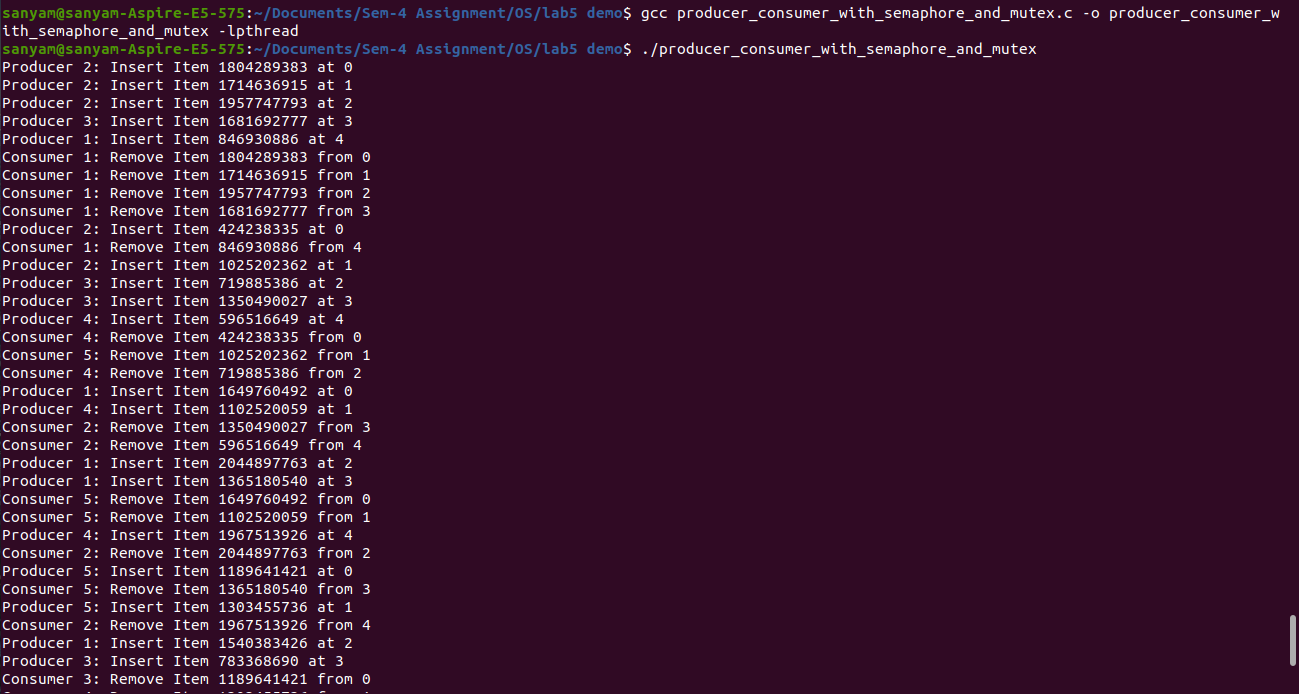 sanyam@sanyam-Aspire-E5-575:~/Documents/Sem-4 Assignment/OS/lab5 demo$ gcc producer_consumer_with_semaphore_and_mutex.c -o producer_consumer_w
ith_semaphore_and_mutex -lpthread
sanyam@sanyam-Aspire-E5-575:~/Documents/Sem-4 Assignment/OS/lab5 demo$ ./producer_consumer_with_semaphore_and_mutex
Producer 2: Insert Item 1804289383 at 0
Producer 2: Insert Item 1714636915 at 1
Producer 2: Insert Item 1957747793 at 2
Producer 3: Insert Item 1681692777 at 3
Producer 1: Insert Item 846930886 at 4
Consumer 1: Remove Item 1804289383 from 0
Consumer 1: Remove Item 1714636915 from 1
Consumer 1: Remove Item 1957747793 from 2
Consumer 1: Remove Item 1681692777 from 3
Producer 2: Insert Item 424238335 at 0
Consumer 1: Remove Item 846930886 from 4
Producer 2: Insert Item 1025202362 at 1
Producer 3: Insert Item 719885386 at 2
Producer 3: Insert Item 1350490027 at 3
Producer 4: Insert Item 596516649 at 4
Consumer 4: Remove Item 424238335 from 0
Consumer 5: Remove Item 1025202362 from 1
Consumer 4: Remove Item 719885386 from 2
Producer 1: Insert Item 1649760492 at 0
Producer 4: Insert Item 1102520059 at 1
Consumer 2: Remove Item 1350490027 from 3
Consumer 2: Remove Item 596516649 from 4
Producer 1: Insert Item 2044897763 at 2
Producer 1: Insert Item 1365180540 at 3
Consumer 5: Remove Item 1649760492 from 0
Consumer 5: Remove Item 1102520059 from 1
Producer 4: Insert Item 1967513926 at 4
Consumer 2: Remove Item 2044897763 from 2
Producer 5: Insert Item 1189641421 at 0
Consumer 5: Remove Item 1365180540 from 3
Producer 5: Insert Item 1303455736 at 1
Consumer 2: Remove Item 1967513926 from 4
Producer 1: Insert Item 1540383426 at 2
Producer 3: Insert Item 783368690 at 3
Consumer 3: Remove Item 1189641421 from 0